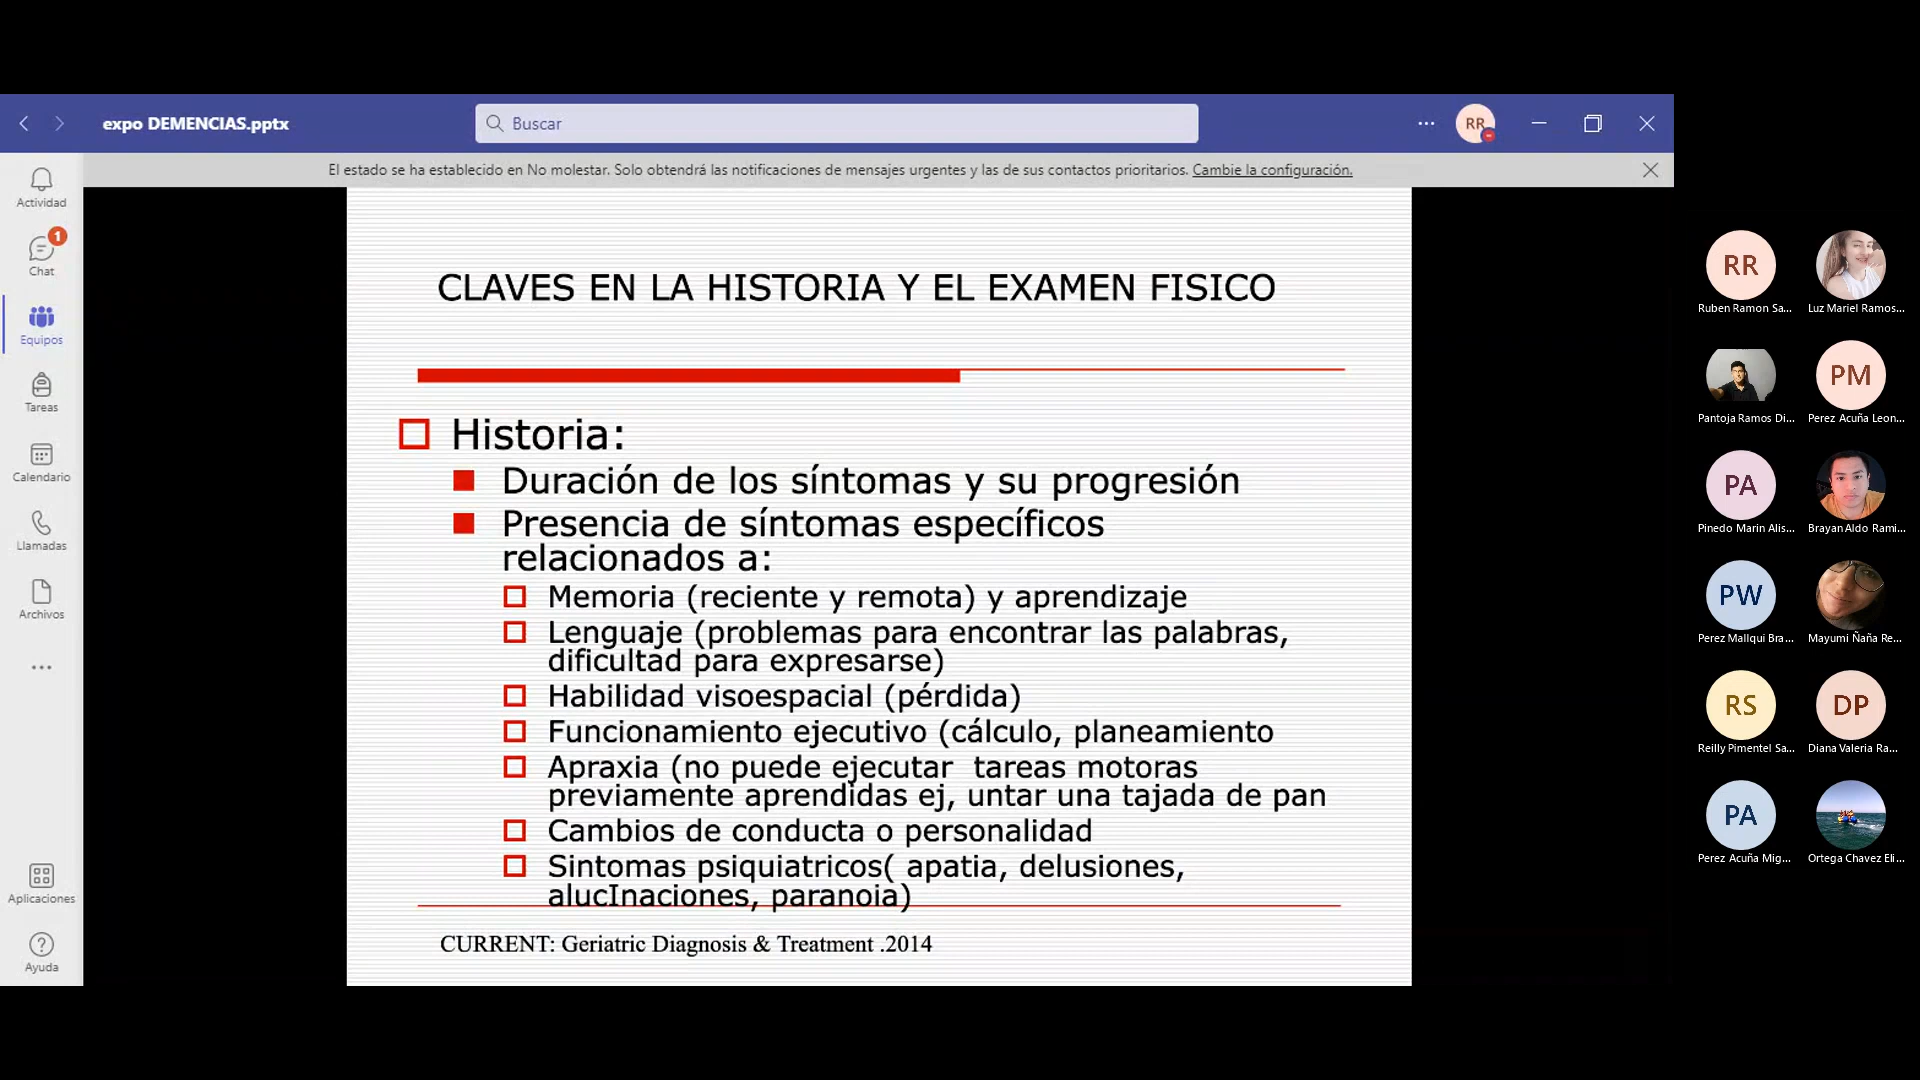 expo DEMENCIAS.pptx
Buscar
RR
El estado se ha establecido en No molestar. Solo obtendrá las notificaciones de mensajes urgentes y las de sus contactos prioritarios. Cambie la configuración.
Actividad
1
Chat
Equipos
Tareas
Calendario
Llamadas
Archivos
Aplicaciones
Ayuda
CLAVES EN LA HISTORIA Y EL EXAMEN FISICO
Historia:
Duración de los síntomas y su progresión
Presencia de síntomas específicos
relacionados a:
Memoria (reciente y remota) y aprendizaje
Lenguaje (problemas para encontrar las palabras,
dificultad para expresarse)
Habilidad visoespacial (pérdida)
Funcionamiento ejecutivo (cálculo, planeamiento
Apraxia (no puede ejecutar  tareas motoras
previamente aprendidas ej, untar una tajada de pan
Cambios de conducta o personalidad
Sintomas psiquiatricos( apatia, delusiones,
alucInaciones, paranoia)
CURRENT: Geriatric Diagnosis & Treatment .2014
RR
Ruben Ramon Sa...
Luz Mariel Ramos...
Pantoja Ramos Di...
PM
Perez Acuña Leon...
PA
Pinedo Marin Alis...
Brayan Aldo Rami...
PW
Perez Mallqui Bra...
Mayumi Ñaña Re...
RS
Reilly Pimentel Sa...
DP
Diana Valeria Ra...
PA
Perez Acuña Mig...
Ortega Chavez Eli...